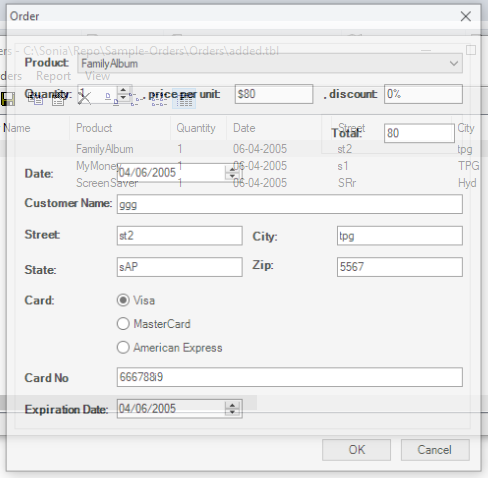 Order
ers - C:\Sonia\Repo\Sample-Orders\Orders\added.tbl
Product: FamilyAlbum
ders Report View
Quantity: 1 , price per unit: $80 , discount: 0%
Name Product Quantity Date Street City
Total: 80
FamilyAlbum 1 06-04-2005 st2 tpg
MyMoney 1 06-04-2005 s1 TPG
Date: 04/06/2005
ScreenSaver 1 06-04-2005 SRr Hyd
Customer Name: ggg
Street: st2 City: tpg
State: sAP Zip: 5567
Card: Visa
MasterCard
American Express
Card No
Expiration Date: 04/06/2005
OK Cancel